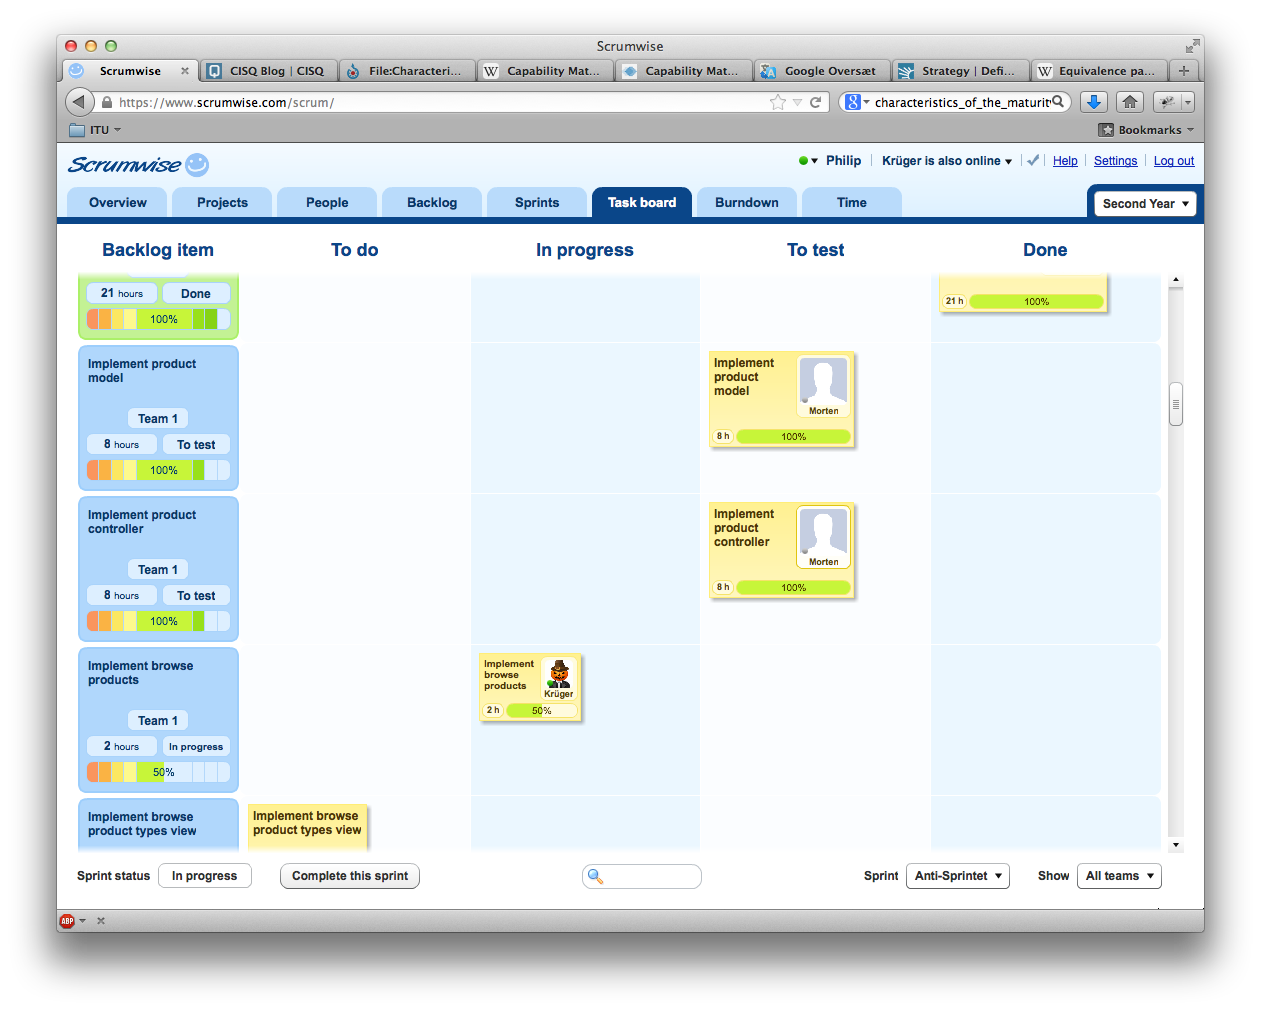 Scrumwise
Scrumwise
CISQ Blog | CISQ
File:Characteri...
Capability Mat...
Capability Mat...
Google Oversæt
Strategy | Defi...
Equivalence pa...
https://www.scrumwise.com/scrum/
characteristics_of_the_maturit
ITU
Bookmarks
Scrumwise
Philip
Krüger is also online
Help
Settings
Log out
Overview
Projects
People
Backlog
Sprints
Task board
Burndown
Time
Second Year
Backlog item
To do
In progress
To test
Done
21 hours
Done
100%
21 h
100%
Implement product
model
Team 1
8 hours
To test
100%
Implement
product
model
Morten
8 h
100%
Implement product
controller
Team 1
8 hours
To test
100%
Implement
product
controller
Morten
8 h
100%
Implement browse
products
Team 1
2 hours
In progress
50%
Implement
browse
products
Krüger
2 h
50%
Implement browse
product types view
Implement browse
product types view
Sprint status
In progress
Complete this sprint
Sprint
Anti-Sprintet
Show
All teams
ABP